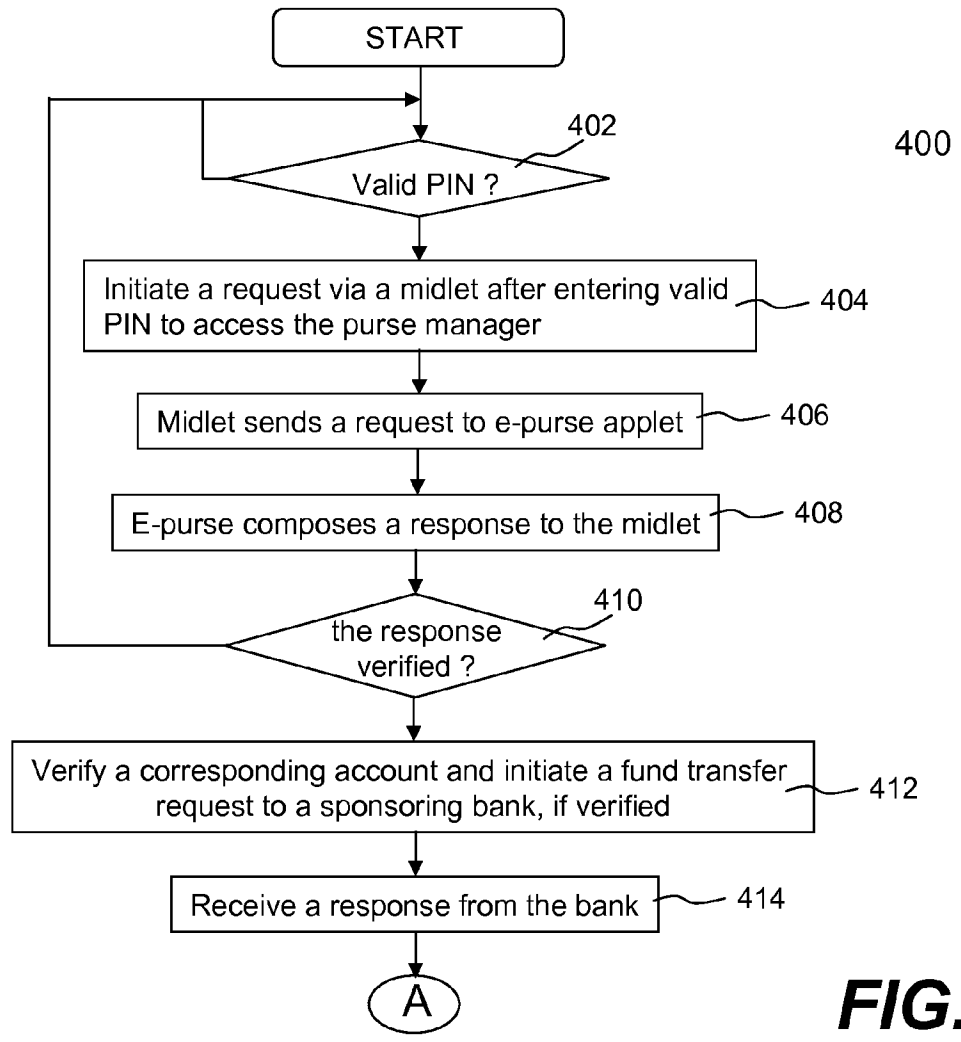 START
402
400
Valid PIN ?
Initiate a request via a midlet after entering valid
PIN to access the purse manager
404
Midlet sends a request to e-purse applet
406
E-purse composes a response to the midlet
408
410
the response
verified ?
Verify a corresponding account and initiate a fund transfer
request to a sponsoring bank, if verified
412
Receive a response from the bank
414
A
FIG.